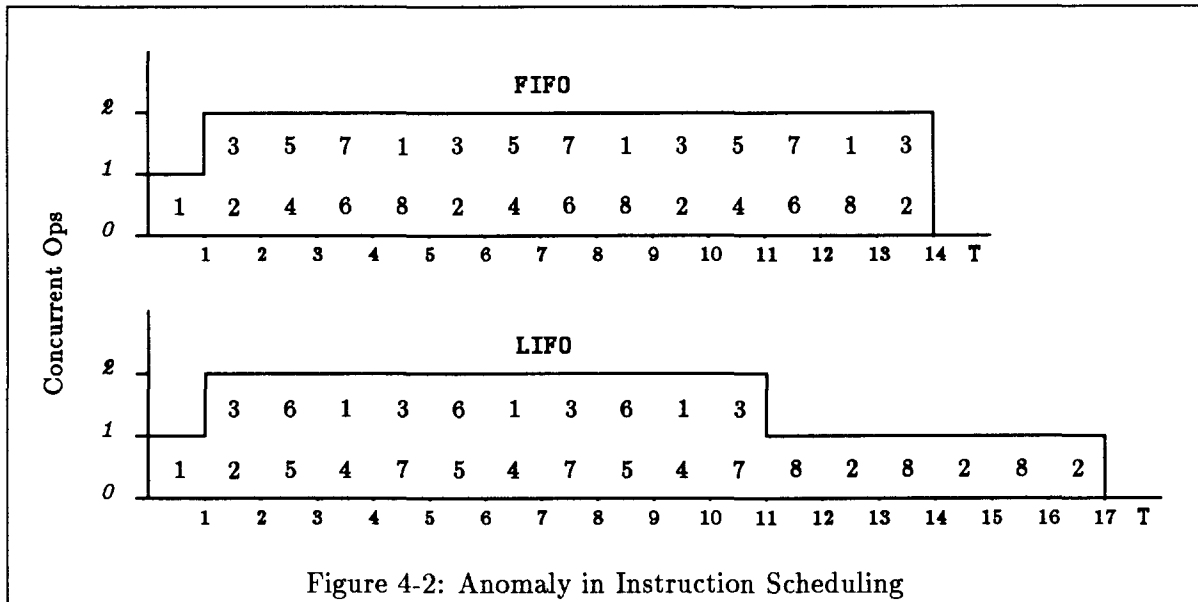 FIFO
2
3 5 7 1 3 5 7 1 3 5 7 1 3
1
1 2 4 6 8 2 4 6 8 2 4 6 8 2
0
1 2 3 4 5 6 7 8 9 10 11 12 13 14 T
Concurrent Ops
LIFO
2
3 6 1 3 6 1 3 6 1 3
1
1 2 5 4 7 5 4 7 5 4 7 8 2 8 2 8 2
0
1 2 3 4 5 6 7 8 9 10 11 12 13 14 15 16 17 T
Figure 4-2: Anomaly in Instruction Scheduling